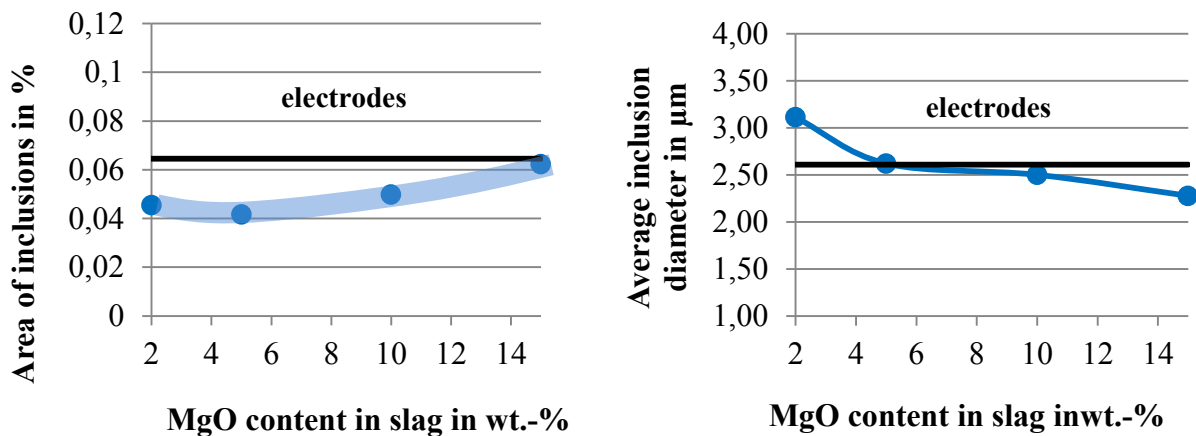 Area of inclusions in %
0,12
0,1
0,08
0,06
0,04
0,02
0
electrodes
2 4 6 8 10 12 14
MgO content in slag in wt.-%
Average inclusion
diameter in µm
4,00
3,50
3,00
2,50
2,00
1,50
1,00
electrodes
2 4 6 8 10 12 14
MgO content in slag inwt.-%